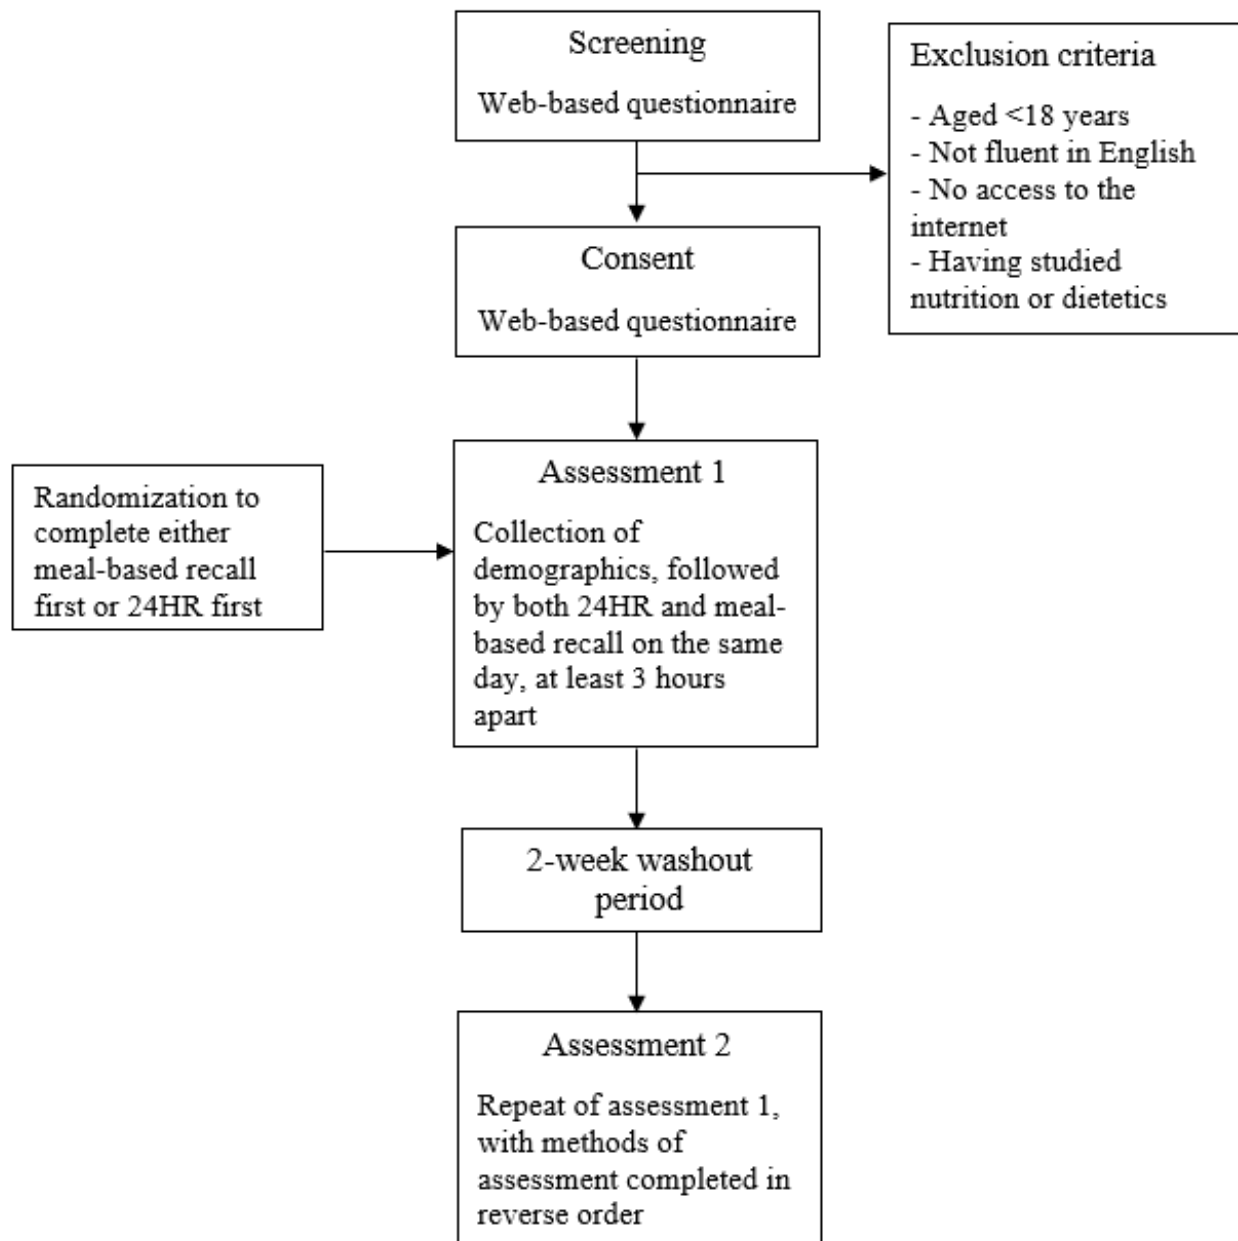 Screening
Web-based questionnaire
Exclusion criteria
- Aged <18 years
- Not fluent in English
- No access to the
internet
- Having studied
nutrition or dietetics
Consent
Web-based questionnaire
Randomization to
complete either
meal-based recall
first or 24HR first
Assessment 1
Collection of
demographics, followed
by both 24HR and meal-
based recall on the same
day, at least 3 hours
apart
2-week washout
period
Assessment 2
Repeat of assessment 1,
with methods of
assessment completed in
reverse order